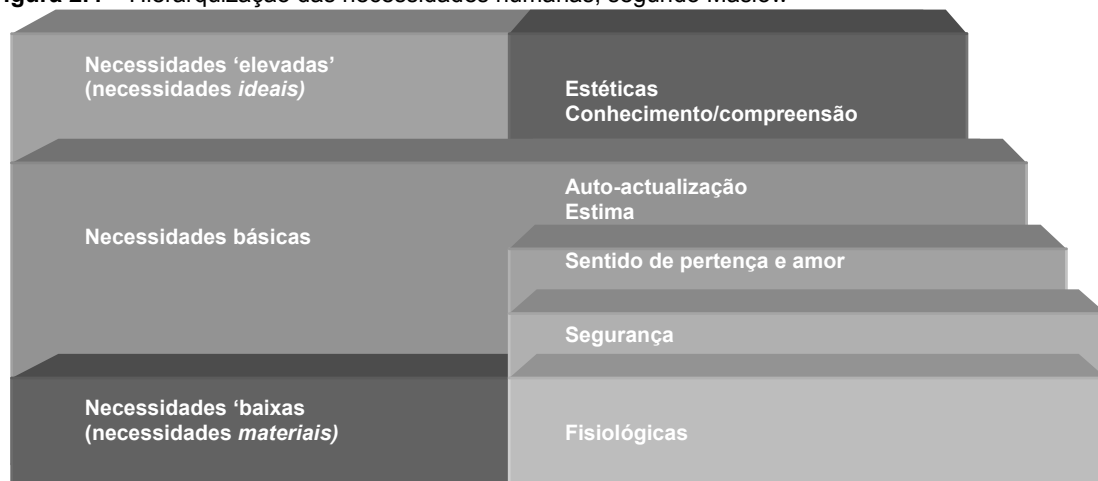 Necessidades ‘elevadas’
(necessidades ideais)
Estéticas
Conhecimento/compreensão
Auto-actualização
Estima
Necessidades básicas
Sentido de pertença e amor
Segurança
Necessidades ‘baixas
(necessidades materiais)
Fisiológicas